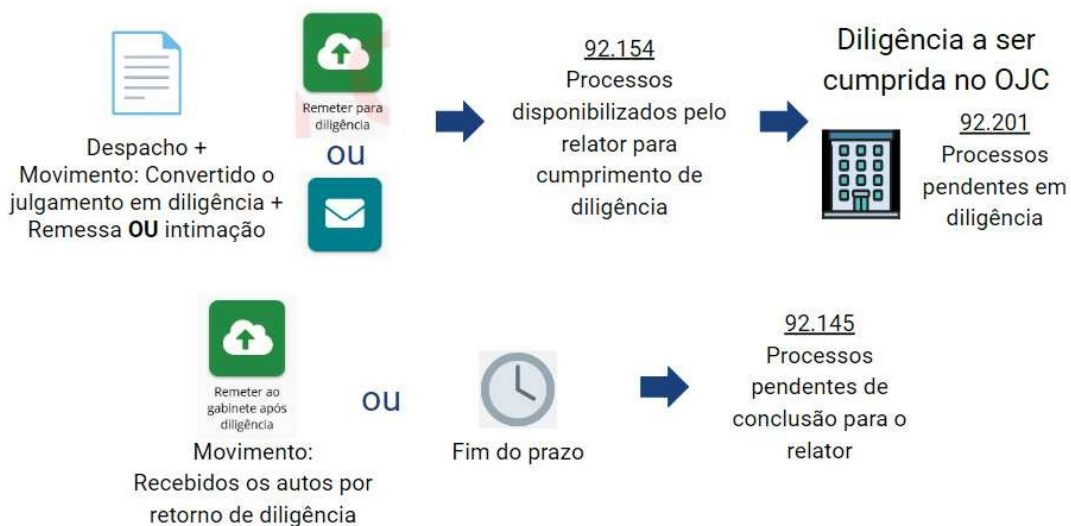 Remeter para
diligência
ou
Despacho +
Movimento: Convertido o
julgamento em diligência +
Remessa OU intimação
92.154
Processos
disponibilizados pelo
relator para
cumprimento de
diligência
Diligência a ser
cumprida no OJC
92.201
Processos
pendentes em
diligência
Remeter ao
gabinete após
diligência
Movimento:
Recebidos os autos por
retorno de diligência
ou
Fim do prazo
92.145
Processos
pendentes de
conclusão para o
relator